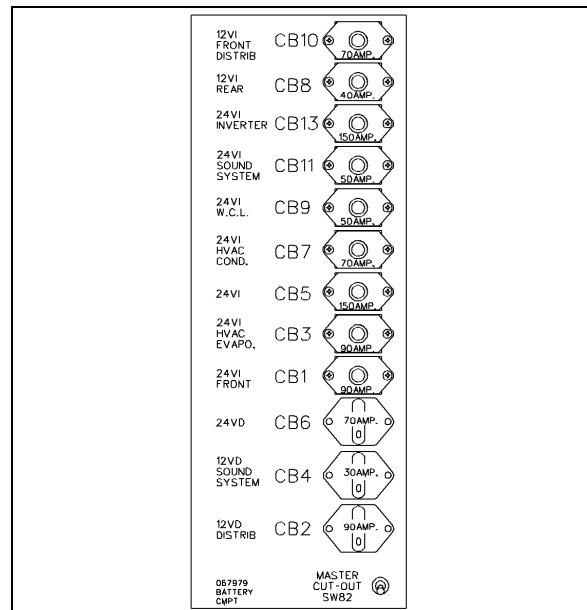 12VI
FRONT
DISTRIB
CB10
70AMP.
12VI
REAR
CB8
40AMP.
24VI
INVERTER
CB13
150AMP.
24VI
SOUND
SYSTEM
CB11
50AMP.
24VI
W.C.L.
CB9
50AMP.
24VI
HVAC
COND.
CB7
70AMP.
24VI
CB5
150AMP.
24VI
HVAC
EVAPO.
CB3
90AMP.
24VI
FRONT
CB1
90AMP.
24VD
CB6
70AMP.
12VD
SOUND
SYSTEM
CB4
30AMP.
12VD
DISTRIB
CB2
90AMP.
067979
BATTERY
CMPT
MASTER
CUT-OUT
SW82